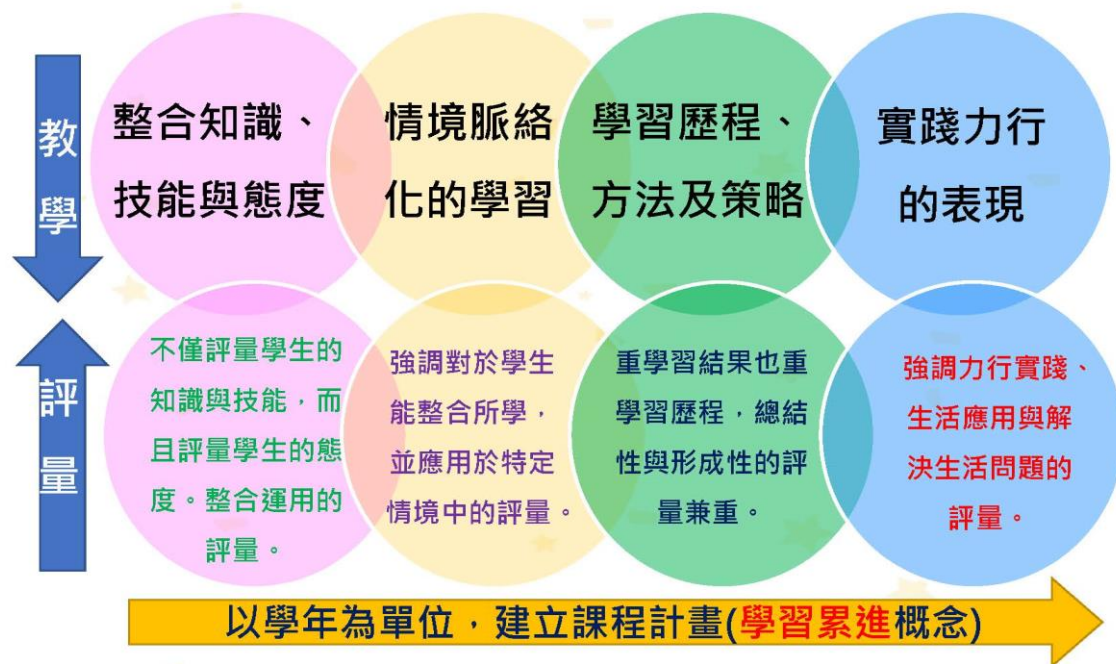 教
學
整合知識、
技能與態度
情境脈絡
化的學習
學習歷程、
方法及策略
實踐力行
的表現
評
量
不僅評量學生的
知識與技能，而
且評量學生的態
度。整合運用的
評量。
強調對於學生
能整合所學，
並應用於特定
情境中的評量。
重學習結果也重
學習歷程，總結
性與形成性的評
量兼重。
強調力行實踐、
生活應用與解
決生活問題的
評量。
以學年為單位，建立課程計畫(學習累進概念)